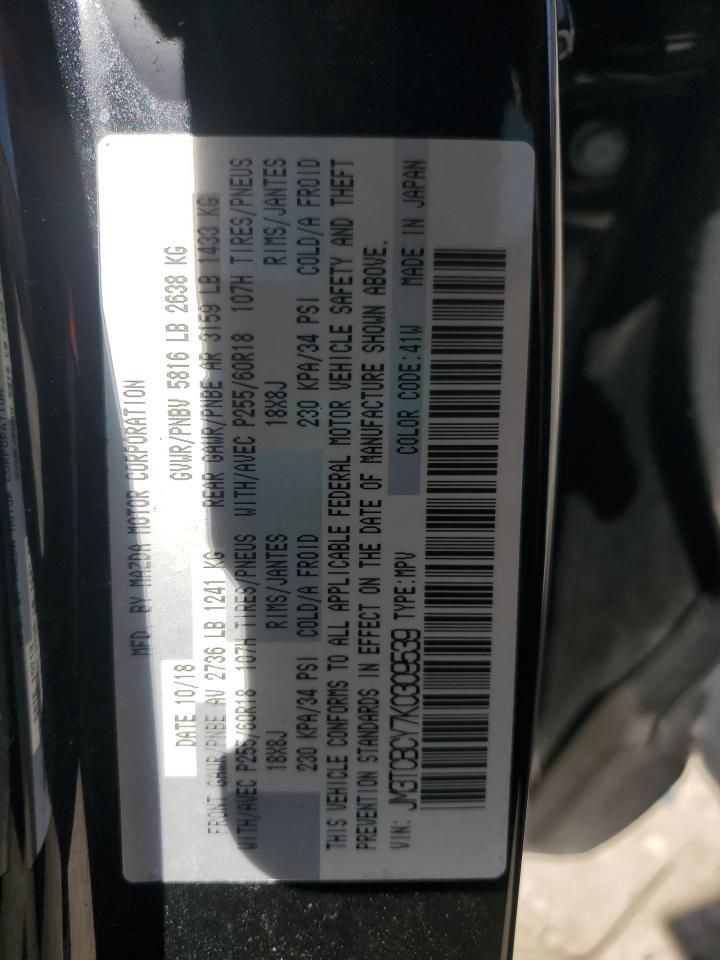 MFD. BY MAZDA MOTOR CORPORATION
DATE 10/18 GVWR/PNBV 5816 LB 2638 KG
FRONT GAWR/PNBE AV 2736 LB 1241 KG REAR GAWR/PNBE AR 3159 LB 1433 KG
WITH/AVEC P255/60R18 107H TIRES/PNEUS WITH/AVEC P255/60R18 107H TIRES/PNEUS
18X8J RIMS/JANTES 18X8J RIMS/JANTES
230 KPA/34 PSI COLD/A FROID 230 KPA/34 PSI COLD/A FROID
THIS VEHICLE CONFORMS TO ALL APPLICABLE FEDERAL MOTOR VEHICLE SAFETY AND THEFT
PREVENTION STANDARDS IN EFFECT ON THE DATE OF MANUFACTURE SHOWN ABOVE.
VIN: JM3TCBCY7K0309539 TYPE:MPV COLOR CODE:41W MADE IN JAPAN